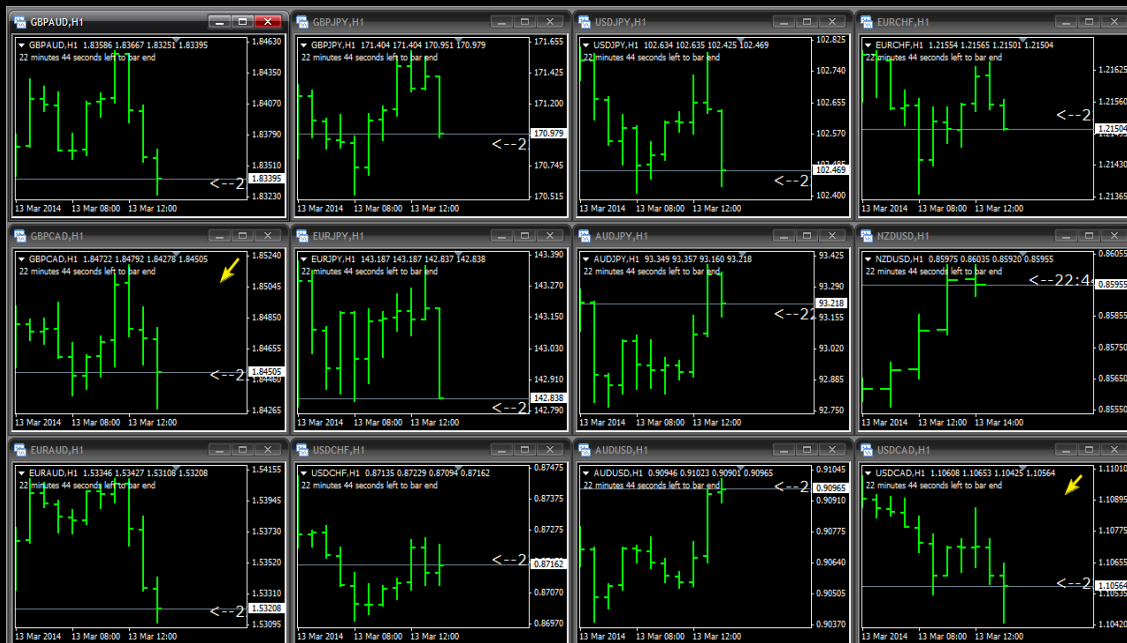 GBPAUD,H1
GBPAUD,H1 1.83586 1.83667 1.83251 1.83395
22 minutes 44 seconds left to bar end
1.84630
1.84350
1.84070
1.83790
1.83510
1.83395
1.83230
<--2
13 Mar 2014 13 Mar 08:00 13 Mar 12:00
GBPJPY,H1
GBPJPY,H1 171.404 171.404 170.951 170.979
22 minutes 44 seconds left to bar end
171.655
171.425
171.200
170.979
170.745
170.515
<--2
13 Mar 2014 13 Mar 08:00 13 Mar 12:00
USDJPY,H1
USDJPY,H1 102.634 102.635 102.425 102.469
22 minutes 44 seconds left to bar end
102.825
102.740
102.655
102.570
102.469
102.400
<--2
13 Mar 2014 13 Mar 08:00 13 Mar 12:00
EURCHF,H1
EURCHF,H1 1.21554 1.21565 1.21501 1.21504
22 minutes 44 seconds left to bar end
1.21625
1.21560
1.21504
1.21430
1.21365
<--2
13 Mar 2014 13 Mar 08:00 13 Mar 12:00
GBPCAD,H1
GBPCAD,H1 1.84722 1.84792 1.84278 1.84505
22 minutes 44 seconds left to bar end
1.85240
1.85045
1.84850
1.84655
1.84505
1.84460
1.84265
<--2
13 Mar 2014 13 Mar 08:00 13 Mar 12:00
EURJPY,H1
EURJPY,H1 143.187 143.187 142.837 142.838
22 minutes 44 seconds left to bar end
143.390
143.270
143.150
143.030
142.910
142.838
142.790
<--2
13 Mar 2014 13 Mar 08:00 13 Mar 12:00
AUDJPY,H1
AUDJPY,H1 93.349 93.357 93.160 93.218
22 minutes 44 seconds left to bar end
93.425
93.290
93.218
93.155
93.020
92.885
92.750
<--22
13 Mar 2014 13 Mar 08:00 13 Mar 12:00
NZDUSD,H1
NZDUSD,H1 0.85975 0.86035 0.85920 0.85955
22 minutes 44 seconds left to bar end
0.86055
0.85955
0.85855
0.85750
0.85650
0.85550
<--22:4
13 Mar 2014 13 Mar 12:00 13 Mar 14:00
EURAUD,H1
EURAUD,H1 1.53346 1.53427 1.53108 1.53208
22 minutes 44 seconds left to bar end
1.54155
1.53945
1.53730
1.53520
1.53310
1.53208
1.53095
<--2
13 Mar 2014 13 Mar 08:00 13 Mar 12:00
USDCHF,H1
USDCHF,H1 0.87135 0.87229 0.87094 0.87162
22 minutes 44 seconds left to bar end
0.87475
0.87375
0.87275
0.87162
0.87070
0.86970
<--2
13 Mar 2014 13 Mar 08:00 13 Mar 12:00
AUDUSD,H1
AUDUSD,H1 0.90946 0.91023 0.90901 0.90965
22 minutes 44 seconds left to bar end
0.91045
0.90965
0.90910
0.90775
0.90640
0.90505
0.90370
<--2
13 Mar 2014 13 Mar 08:00 13 Mar 12:00
USDCAD,H1
USDCAD,H1 1.10608 1.10653 1.10425 1.10564
22 minutes 44 seconds left to bar end
1.11010
1.10895
1.10775
1.10655
1.10564
1.10535
1.10420
<--2
13 Mar 2014 13 Mar 08:00 13 Mar 12:00